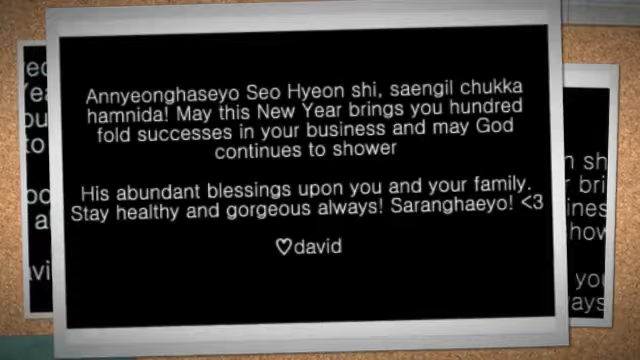 Annyeonghaseyo Seo Hyeon shi, saengil chukka
hamnida! May this New Year brings you hundred
fold successes in your business and may God
continues to shower
His abundant blessings upon you and your family.
Stay healthy and gorgeous always! Saranghaeyo! <3
♡david